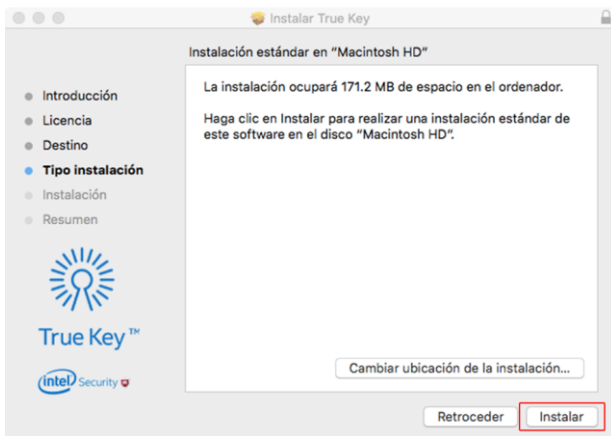 Instalar True Key
Instalación estándar en "Macintosh HD"
Introducción
Licencia
Destino
Tipo instalación
Instalación
Resumen
La instalación ocupará 171.2 MB de espacio en el ordenador.
Haga clic en Instalar para realizar una instalación estándar de
este software en el disco "Macintosh HD".
True Key™
intel Security
Cambiar ubicación de la instalación...
Retroceder
Instalar